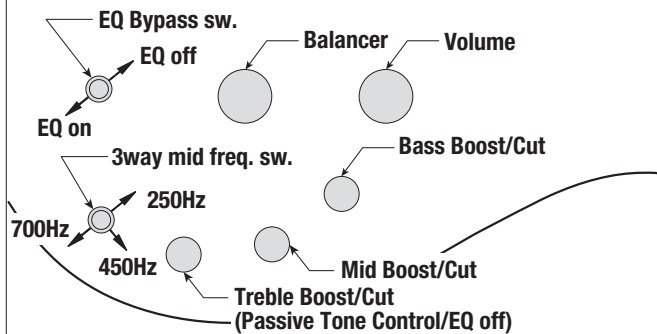 EQ Bypass sw.
EQ off
EQ on
Balancer
Volume
Bass Boost/Cut
3way mid freq. sw.
250Hz
700Hz
450Hz
Mid Boost/Cut
Treble Boost/Cut
(Passive Tone Control/EQ off)